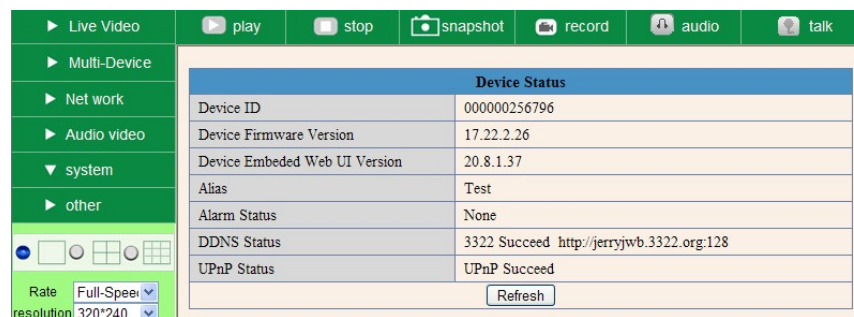 Live Video
play
stop
snapshot
record
audio
talk
Multi-Device
Net work
Audio video
system
other
Rate Full-Spee
resolution 320*240
Device Status
Device ID 000000256796
Device Firmware Version 17.22.2.26
Device Embeded Web UI Version 20.8.1.37
Alias Test
Alarm Status None
DDNS Status 3322 Succeed http://jerryjwb.3322.org:128
UPnP Status UPnP Succeed
Refresh